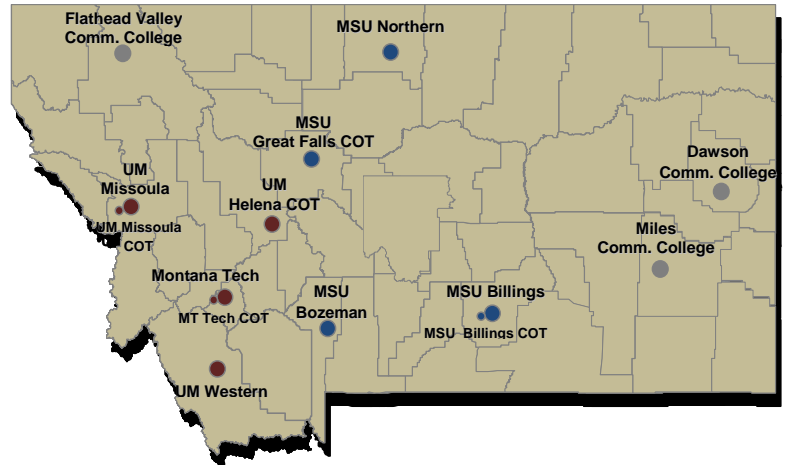 Flathead Valley
Comm. College
MSU Northern
MSU
Great Falls COT
Dawson
Comm. College
UM
Missoula
UM
Helena COT
UM Missoula
COT
Miles
Comm. College
Montana Tech
MT Tech COT
MSU
Bozeman
MSU Billings
MSU Billings COT
UM Western